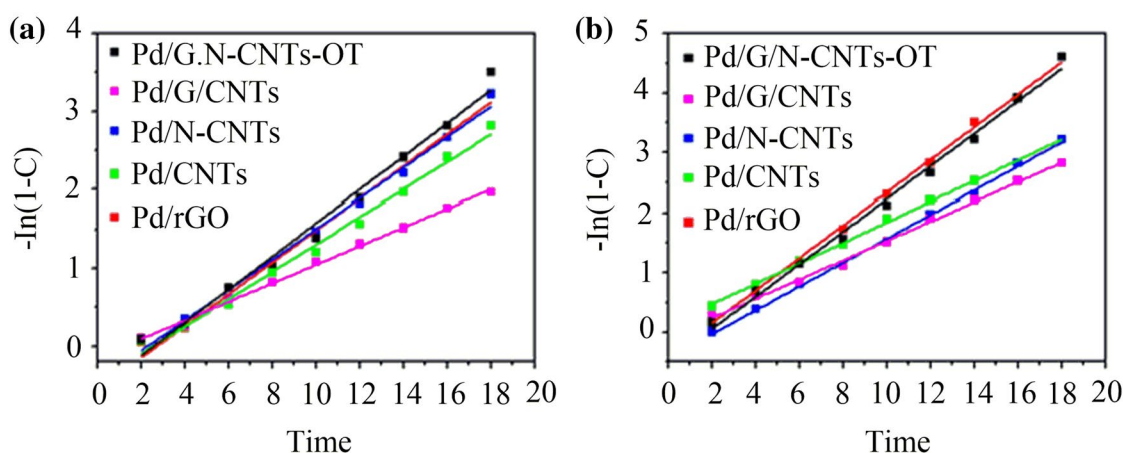 (a)
4
3
2
1
0
-In(1-C)
Pd/G.N-CNTs-OT
Pd/G/CNTs
Pd/N-CNTs
Pd/CNTs
Pd/rGO
0 2 4 6 8 10 12 14 16 18 20
Time
(b)
5
4
3
2
1
0
-In(1-C)
Pd/G/N-CNTs-OT
Pd/G/CNTs
Pd/N-CNTs
Pd/CNTs
Pd/rGO
0 2 4 6 8 10 12 14 16 18 20
Time